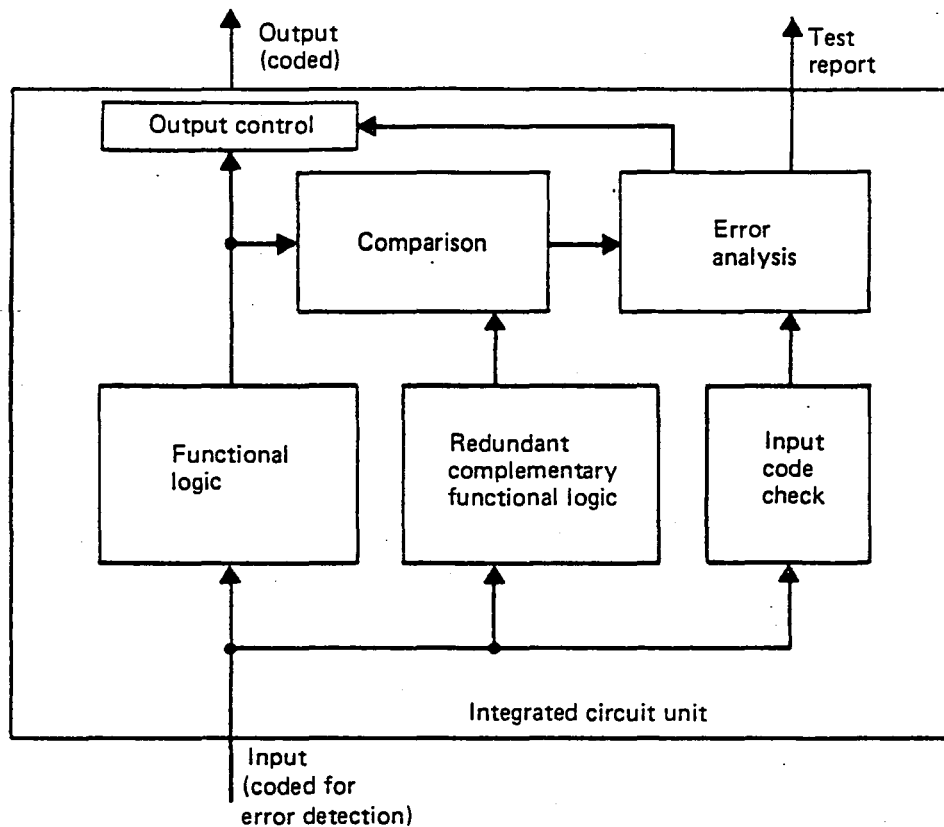 Output
(coded)
Test
report
Output control
Comparison
Error
analysis
Functional
logic
Redundant
complementary
functional logic
Input
code
check
Integrated circuit unit
Input
(coded for
error detection)